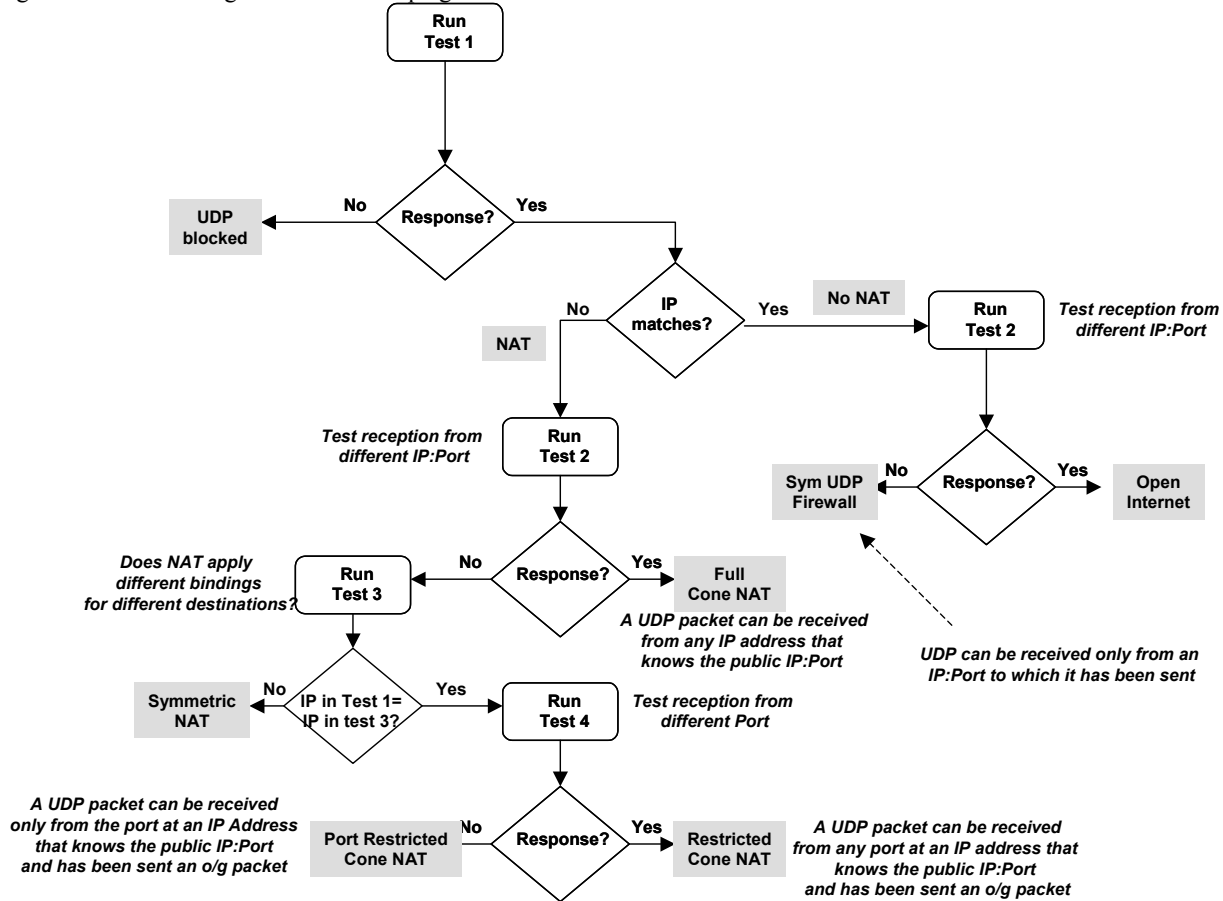 Run
Test 1
No
Response?
Yes
UDP
blocked
IP
matches?
No
Yes
No NAT
NAT
Run
Test 2
Test reception from
different IP:Port
Test reception from
different IP:Port
Run
Test 2
No
Response?
Yes
Sym UDP
Firewall
Open
Internet
Does NAT apply
different bindings
for different destinations?
Run
Test 3
No
Response?
Yes
Full
Cone NAT
A UDP packet can be received
from any IP address that
knows the public IP:Port
UDP can be received only from an
IP:Port to which it has been sent
Symmetric
NAT
No
IP in Test 1=
IP in test 3?
Yes
Run
Test 4
Test reception from
different Port
A UDP packet can be received
only from the port at an IP Address
that knows the public IP:Port
and has been sent an o/g packet
Port Restricted
Cone NAT
No
Response?
Yes
Restricted
Cone NAT
A UDP packet can be received
from any port at an IP address that
knows the public IP:Port
and has been sent an o/g packet